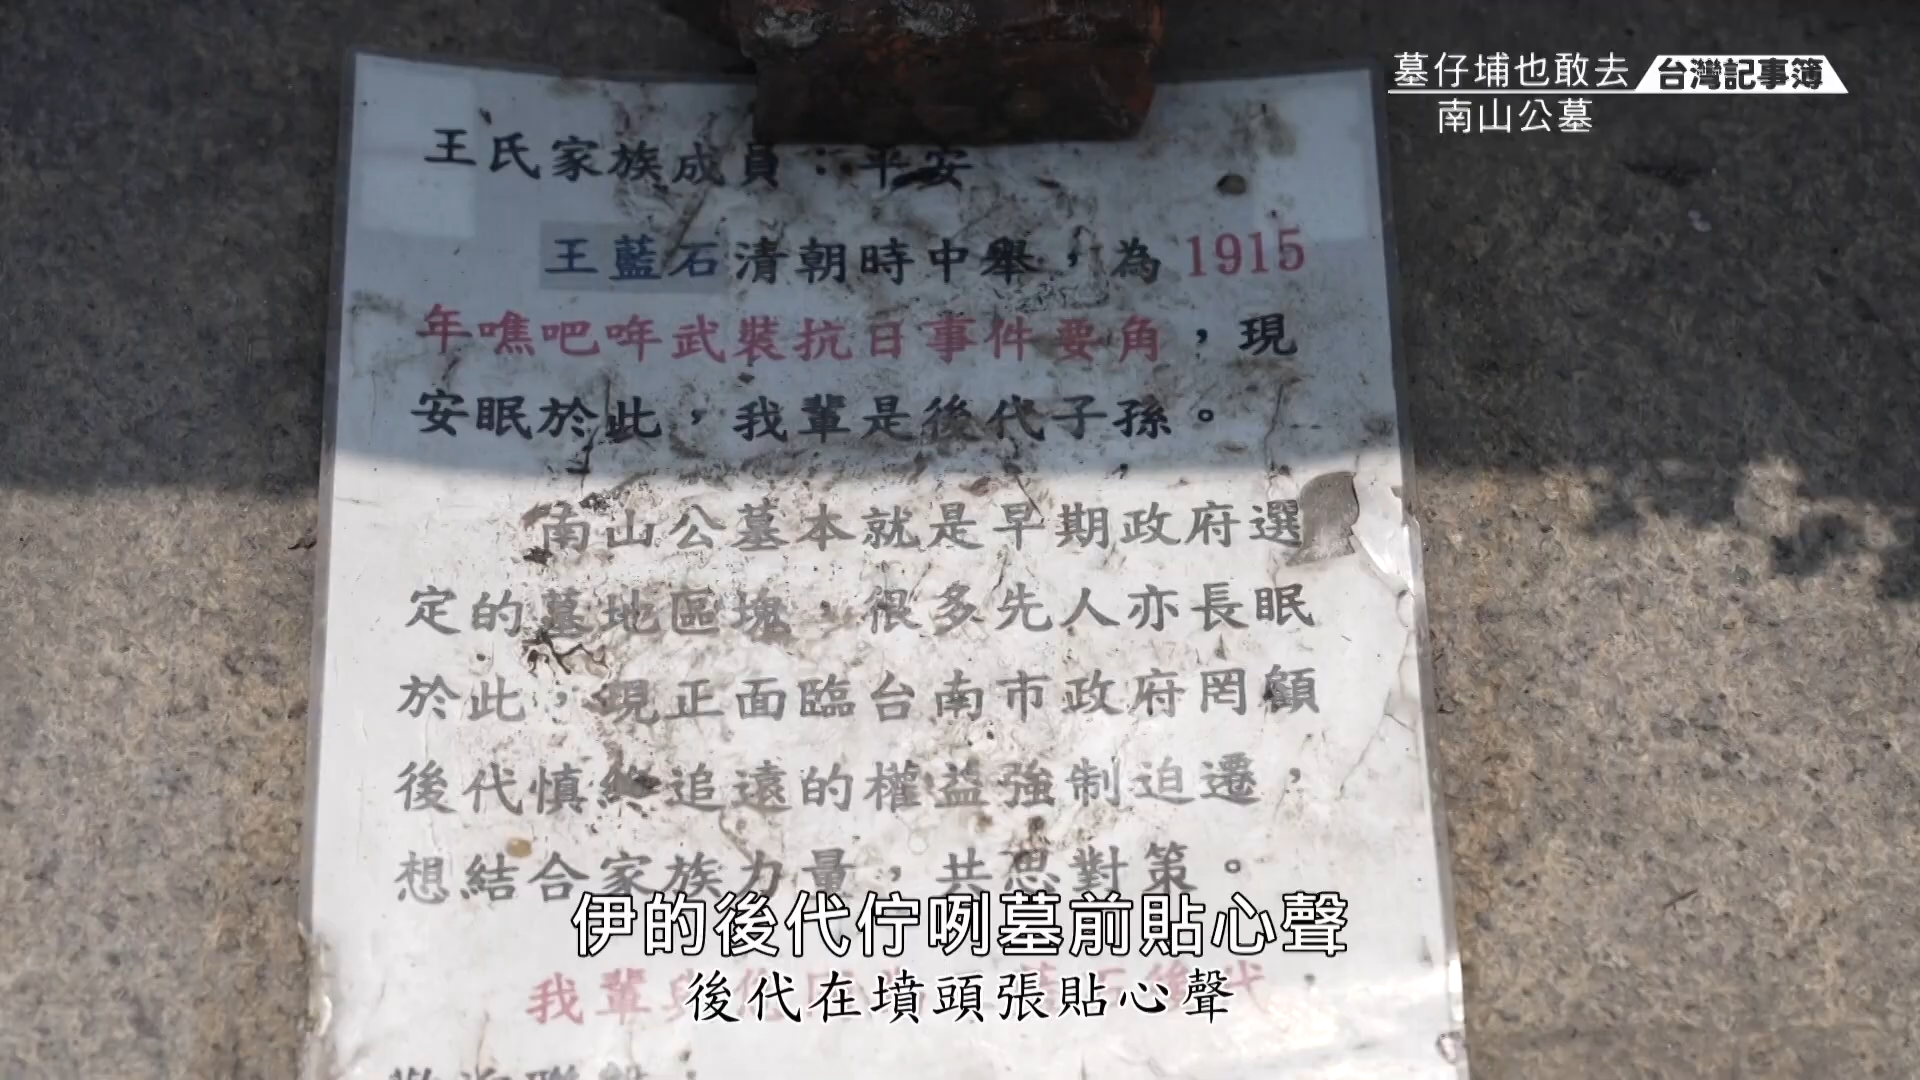 墓仔埔也敢去 台灣記事簿
南山公墓
王氏家族成員：平安
王藍石清朝時中舉，為1915
年噍吧哖武裝抗日事件要角，現
安眠於此，我輩是後代子孫。
南山公墓本就是早期政府選
定的墓地區塊，很多先人亦長眠
於此，現正面臨台南市政府罔顧
後代慎終追遠的權益強制迫遷，
想結合家族力量，共思對策。
伊的後代佇咧墓前貼心聲
我輩與
後代在墳頭張貼心聲